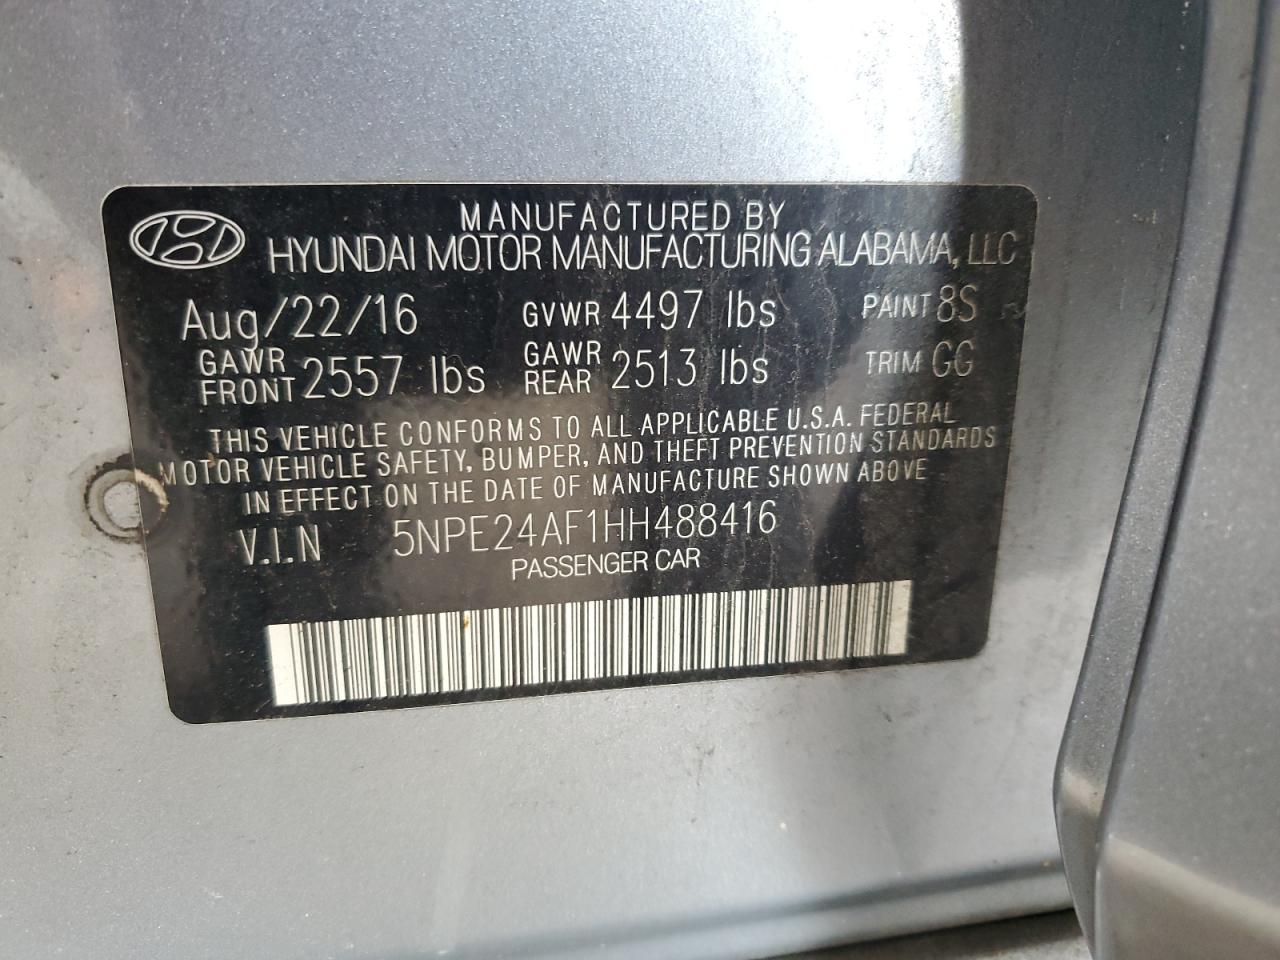 MANUFACTURED BY
HYUNDAI MOTOR MANUFACTURING ALABAMA, LLC
Aug/22/16 GVWR 4497 lbs PAINT 8S
GAWR FRONT 2557 lbs GAWR REAR 2513 lbs TRIM GG
THIS VEHICLE CONFORMS TO ALL APPLICABLE U.S.A. FEDERAL
MOTOR VEHICLE SAFETY, BUMPER, AND THEFT PREVENTION STANDARDS
IN EFFECT ON THE DATE OF MANUFACTURE SHOWN ABOVE
V.I.N 5NPE24AF1HH488416
PASSENGER CAR